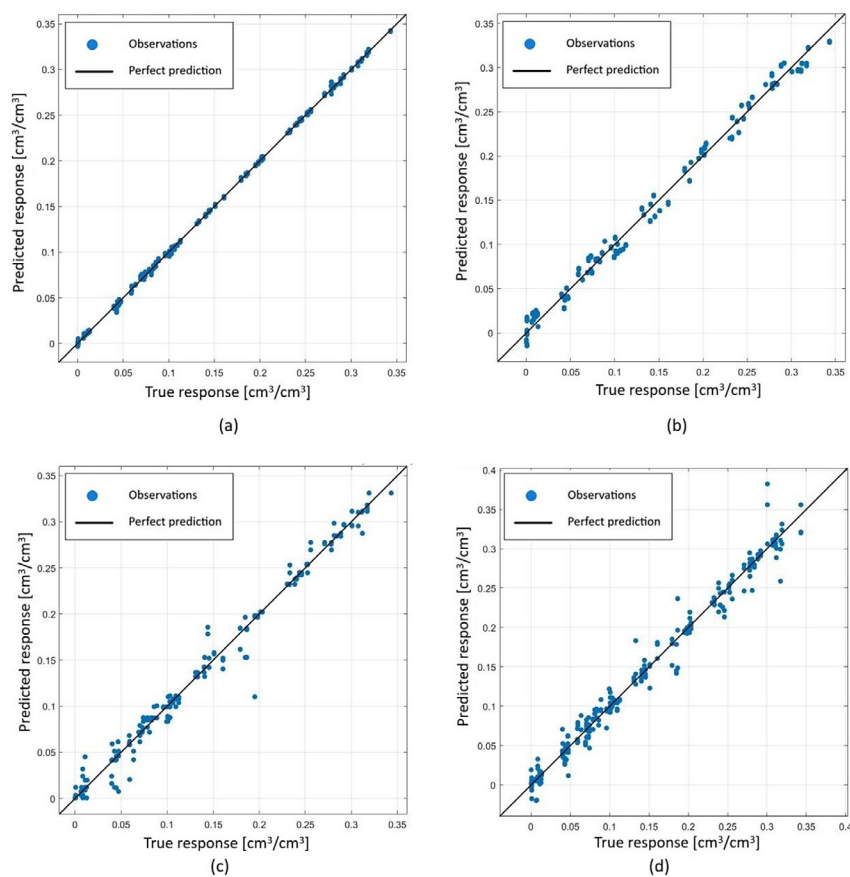 Observations
Perfect prediction
Predicted response [cm³/cm³]
0.35
0.3
0.25
0.2
0.15
0.1
0.05
0
0 0.05 0.1 0.15 0.2 0.25 0.3 0.35
True response [cm³/cm³]
(a)
Observations
Perfect prediction
Predicted response [cm³/cm³]
0.35
0.3
0.25
0.2
0.15
0.1
0.05
0
0 0.05 0.1 0.15 0.2 0.25 0.3 0.35
True response [cm³/cm³]
(b)
Observations
Perfect prediction
Predicted response [cm³/cm³]
0.35
0.3
0.25
0.2
0.15
0.1
0.05
0
0 0.05 0.1 0.15 0.2 0.25 0.3 0.35
True response [cm³/cm³]
(c)
Observations
Perfect prediction
Predicted response [cm³/cm³]
0.4
0.35
0.3
0.25
0.2
0.15
0.1
0.05
0
0 0.05 0.1 0.15 0.2 0.25 0.3 0.35 0.4
True response [cm³/cm³]
(d)